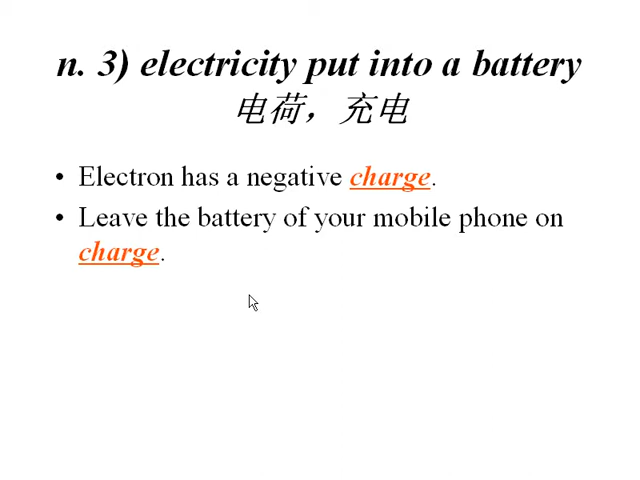 n. 3) electricity put into a battery
电荷，充电
• Electron has a negative charge.
• Leave the battery of your mobile phone on
charge.